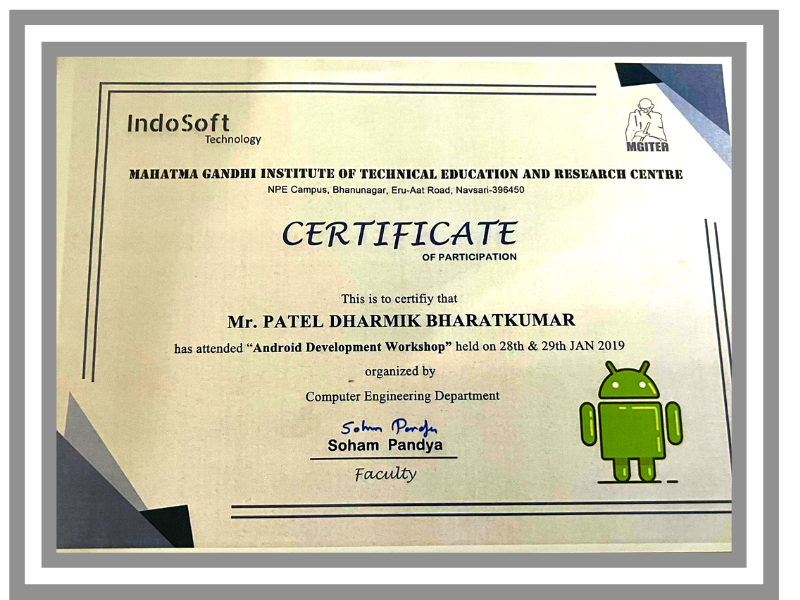 IndoSoft
Technology
MGITER
MAHATMA GANDHI INSTITUTE OF TECHNICAL EDUCATION AND RESEARCH CENTRE
NPE Campus, Bhanunagar, Eru-Aat Road, Navsari-396450
CERTIFICATE
OF PARTICIPATION
This is to certifiy that
Mr. PATEL DHARMIK BHARATKUMAR
has attended “Android Development Workshop” held on 28th & 29th JAN 2019
organized by
Computer Engineering Department
Soham Pandya
Soham Pandya
Faculty